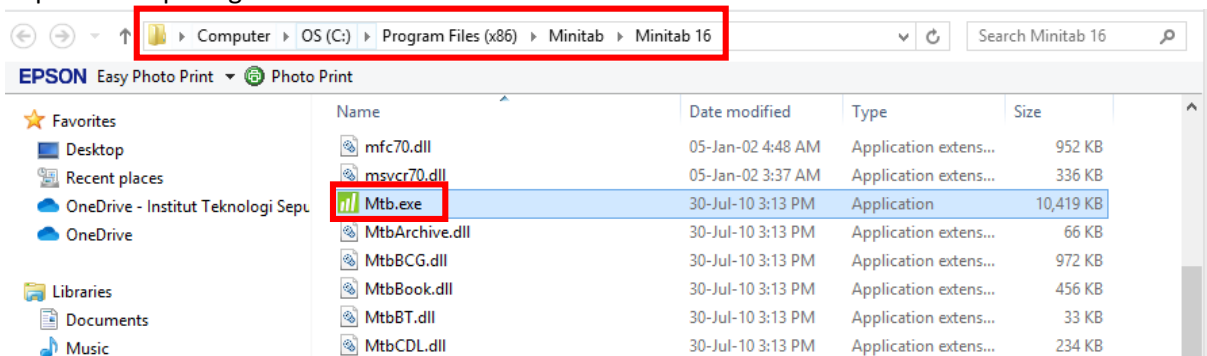 Computer ▸ OS (C:) ▸ Program Files (x86) ▸ Minitab ▸ Minitab 16
Search Minitab 16
EPSON Easy Photo Print Photo Print
Favorites
Desktop
Recent places
OneDrive - Institut Teknologi Sepu
OneDrive
Libraries
Documents
Music
Name Date modified Type Size
mfc70.dll 05-Jan-02 4:48 AM Application extens... 952 KB
msvcr70.dll 05-Jan-02 3:37 AM Application extens... 336 KB
Mtb.exe 30-Jul-10 3:13 PM Application 10,419 KB
MtbArchive.dll 30-Jul-10 3:13 PM Application extens... 66 KB
MtbBCG.dll 30-Jul-10 3:13 PM Application extens... 972 KB
MtbBook.dll 30-Jul-10 3:13 PM Application extens... 456 KB
MtbBT.dll 30-Jul-10 3:13 PM Application extens... 33 KB
MtbCDL.dll 30-Jul-10 3:13 PM Application extens... 234 KB